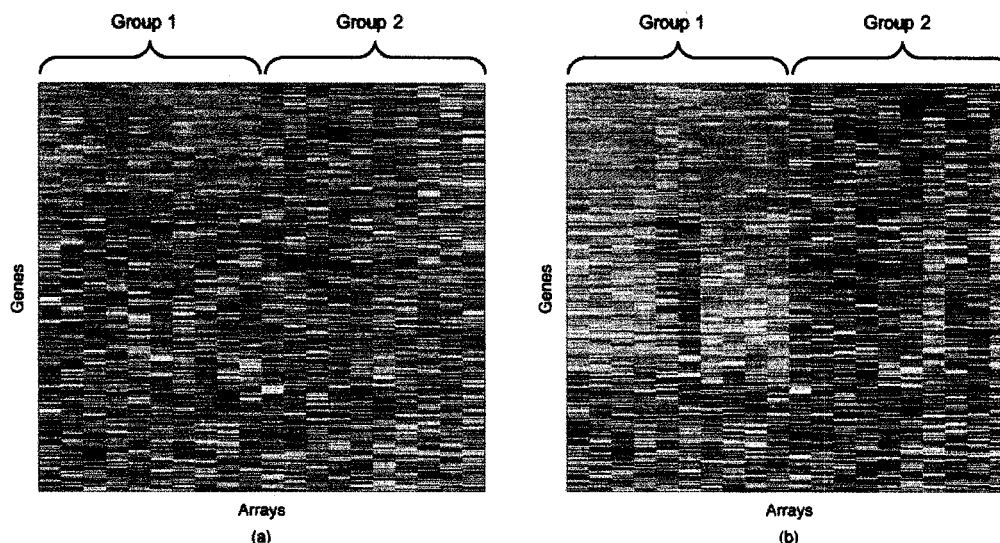 Group 1
Group 2
Genes
Arrays
(a)
Group 1
Group 2
Genes
Arrays
(b)